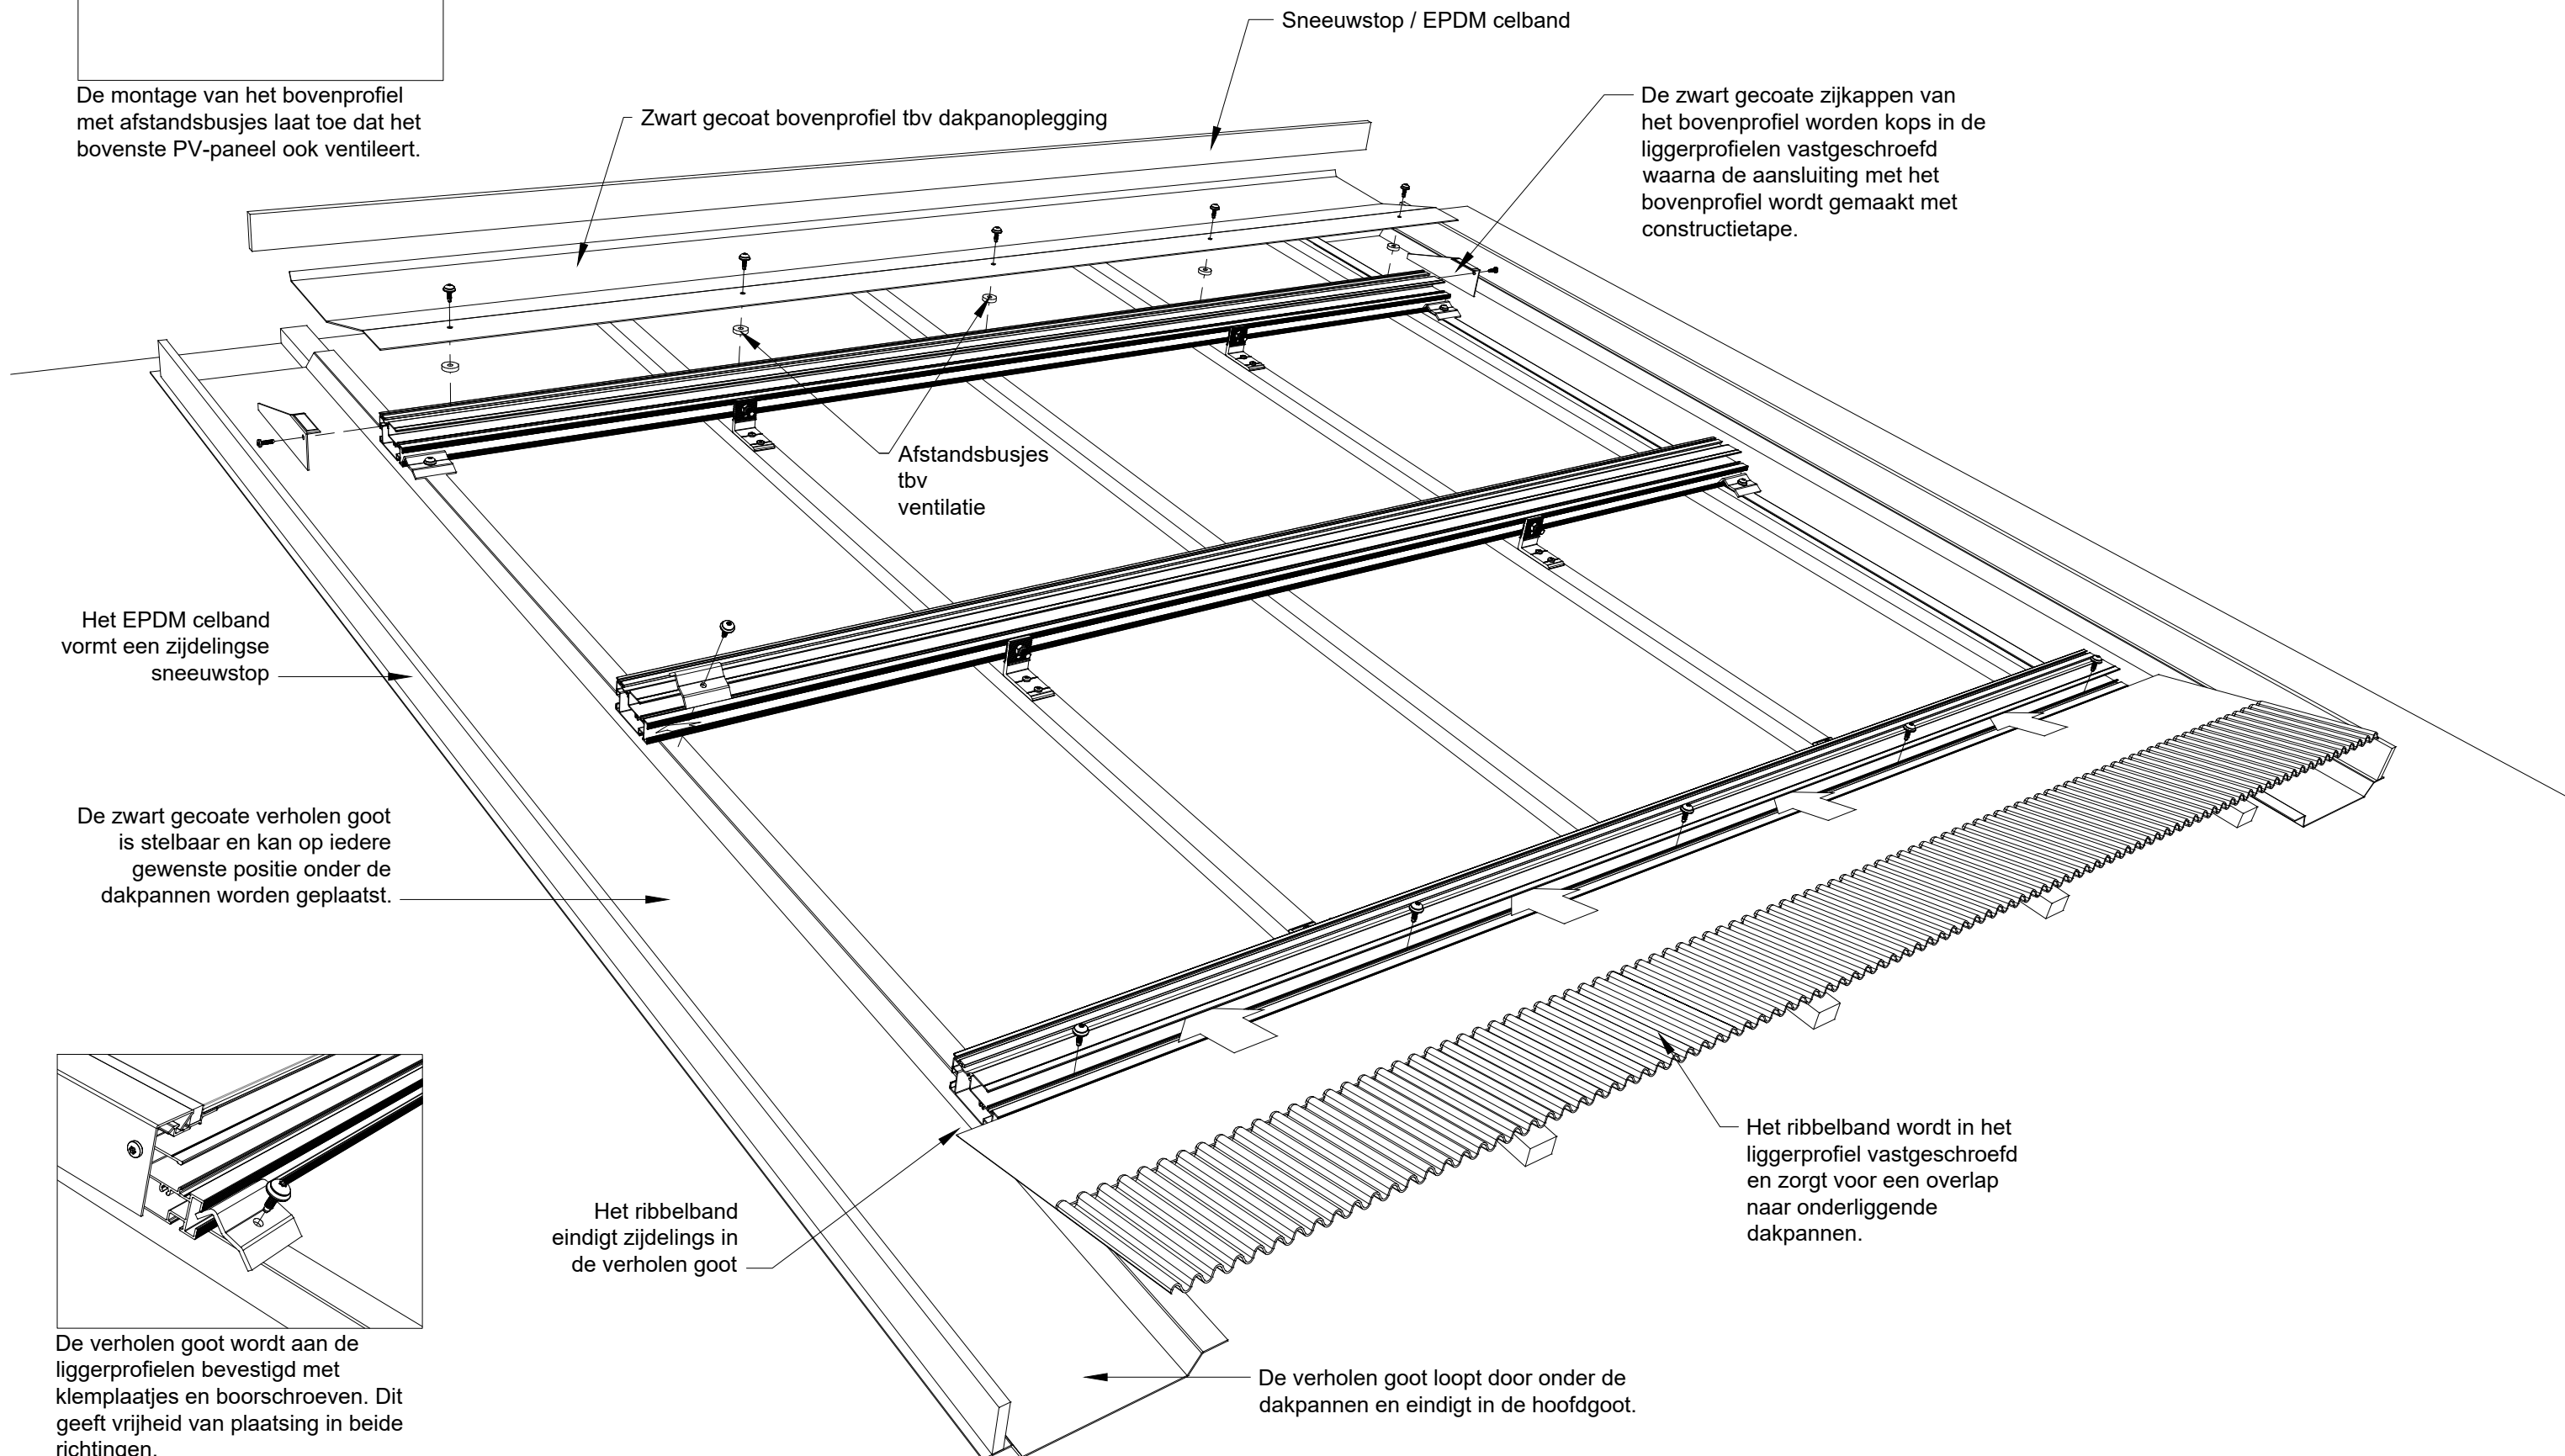 Sneeuwstop / EPDM celband
De montage van het bovenprofiel
met afstandsbusjes laat toe dat het
bovenste PV-paneel ook ventileert.
Zwart gecoat bovenprofiel tbv dakpanoplegging
De zwart gecoate zijkappen van
het bovenprofiel worden kops in de
liggerprofielen vastgeschroefd
waarna de aansluiting met het
bovenprofiel wordt gemaakt met
constructietape.
Afstandsbusjes
tbv
ventilatie
Het EPDM celband
vormt een zijdelingse
sneeuwstop
De zwart gecoate verholen goot
is stelbaar en kan op iedere
gewenste positie onder de
dakpannen worden geplaatst.
Het ribbelband wordt in het
liggerprofiel vastgeschroefd
en zorgt voor een overlap
naar onderliggende
dakpannen.
Het ribbelband
eindigt zijdelings in
de verholen goot
De verholen goot wordt aan de
liggerprofielen bevestigd met
klemplaatjes en boorschroeven. Dit
geeft vrijheid van plaatsing in beide
richtingen.
De verholen goot loopt door onder de
dakpannen en eindigt in de hoofdgoot.